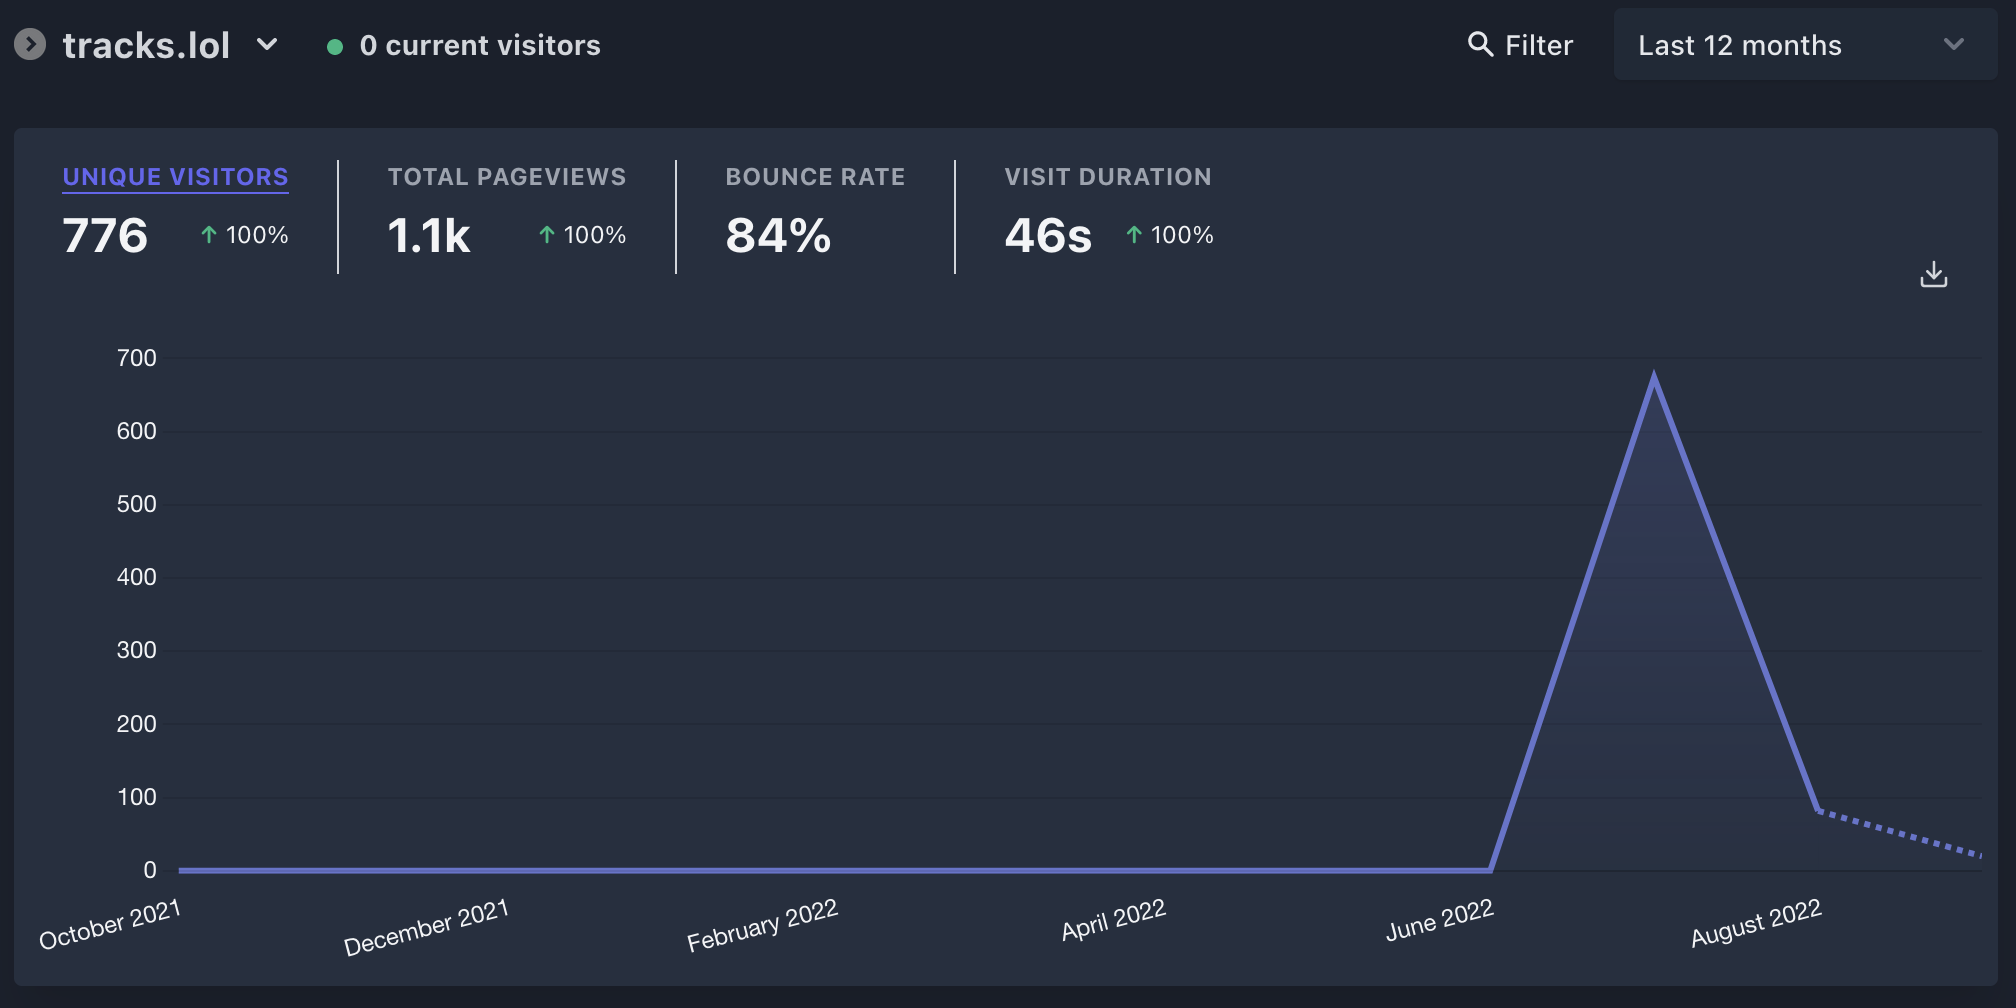 tracks.lol
0 current visitors
Filter
Last 12 months
UNIQUE VISITORS
776
100%
TOTAL PAGEVIEWS
1.1k
100%
BOUNCE RATE
84%
VISIT DURATION
46s
100%
700
600
500
400
300
200
100
0
October 2021
December 2021
February 2022
April 2022
June 2022
August 2022